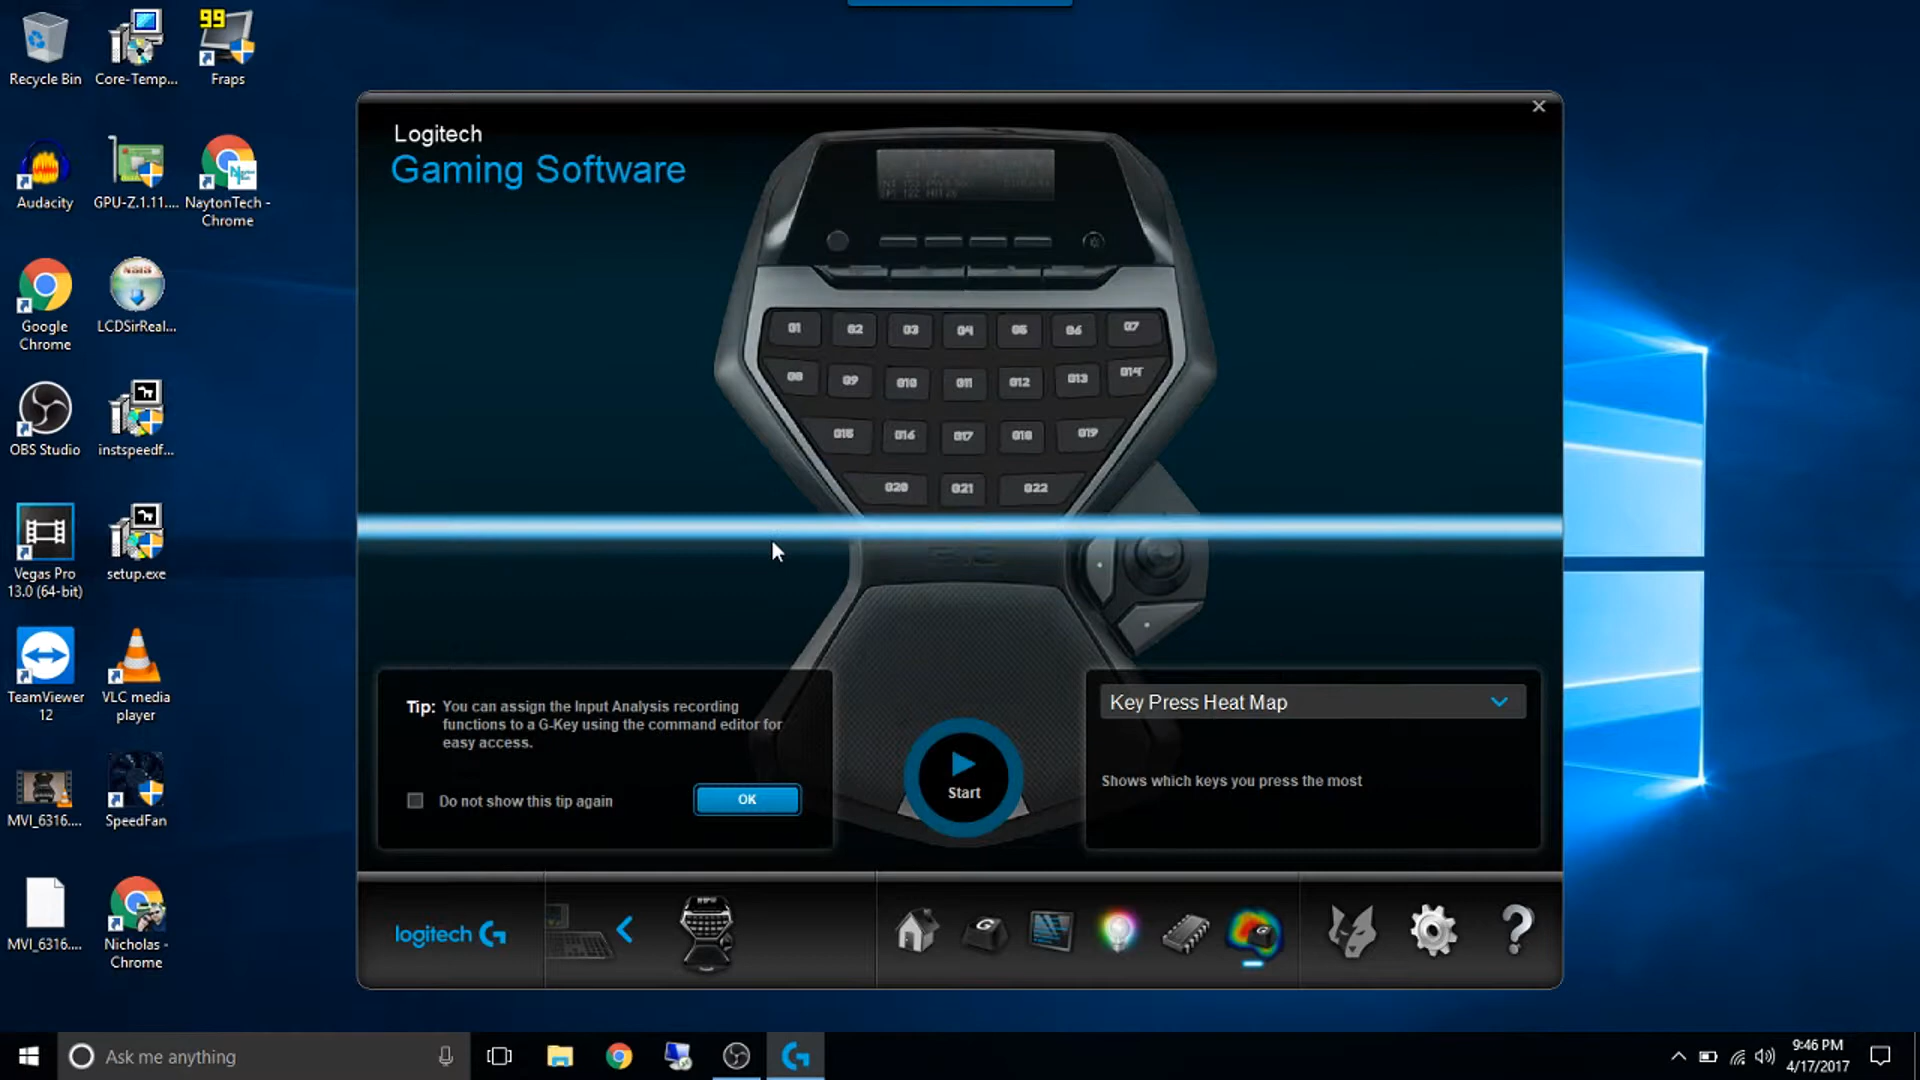 Recycle Bin
Core-Temp...
99
Fraps
Audacity
GPU-Z.1.11....
NaytonTech -
Chrome
Google
Chrome
LCDSirReal...
OBS Studio
instspeedf...
Vegas Pro
13.0 (64-bit)
setup.exe
TeamViewer
12
VLC media
player
MVI_6316....
SpeedFan
MVI_6316....
Nicholas -
Chrome
Logitech
Gaming Software
G1 G2 G3 G4 G5 G6 G7
G8 G9 G10 G11 G12 G13 G14
G15 G16 G17 G18 G19
G20 G21 G22
Tip: You can assign the Input Analysis recording
functions to a G-Key using the command editor for
easy access.
Do not show this tip again
OK
Start
Key Press Heat Map
Shows which keys you press the most
logitech G
Ask me anything
9:46 PM
4/17/2017